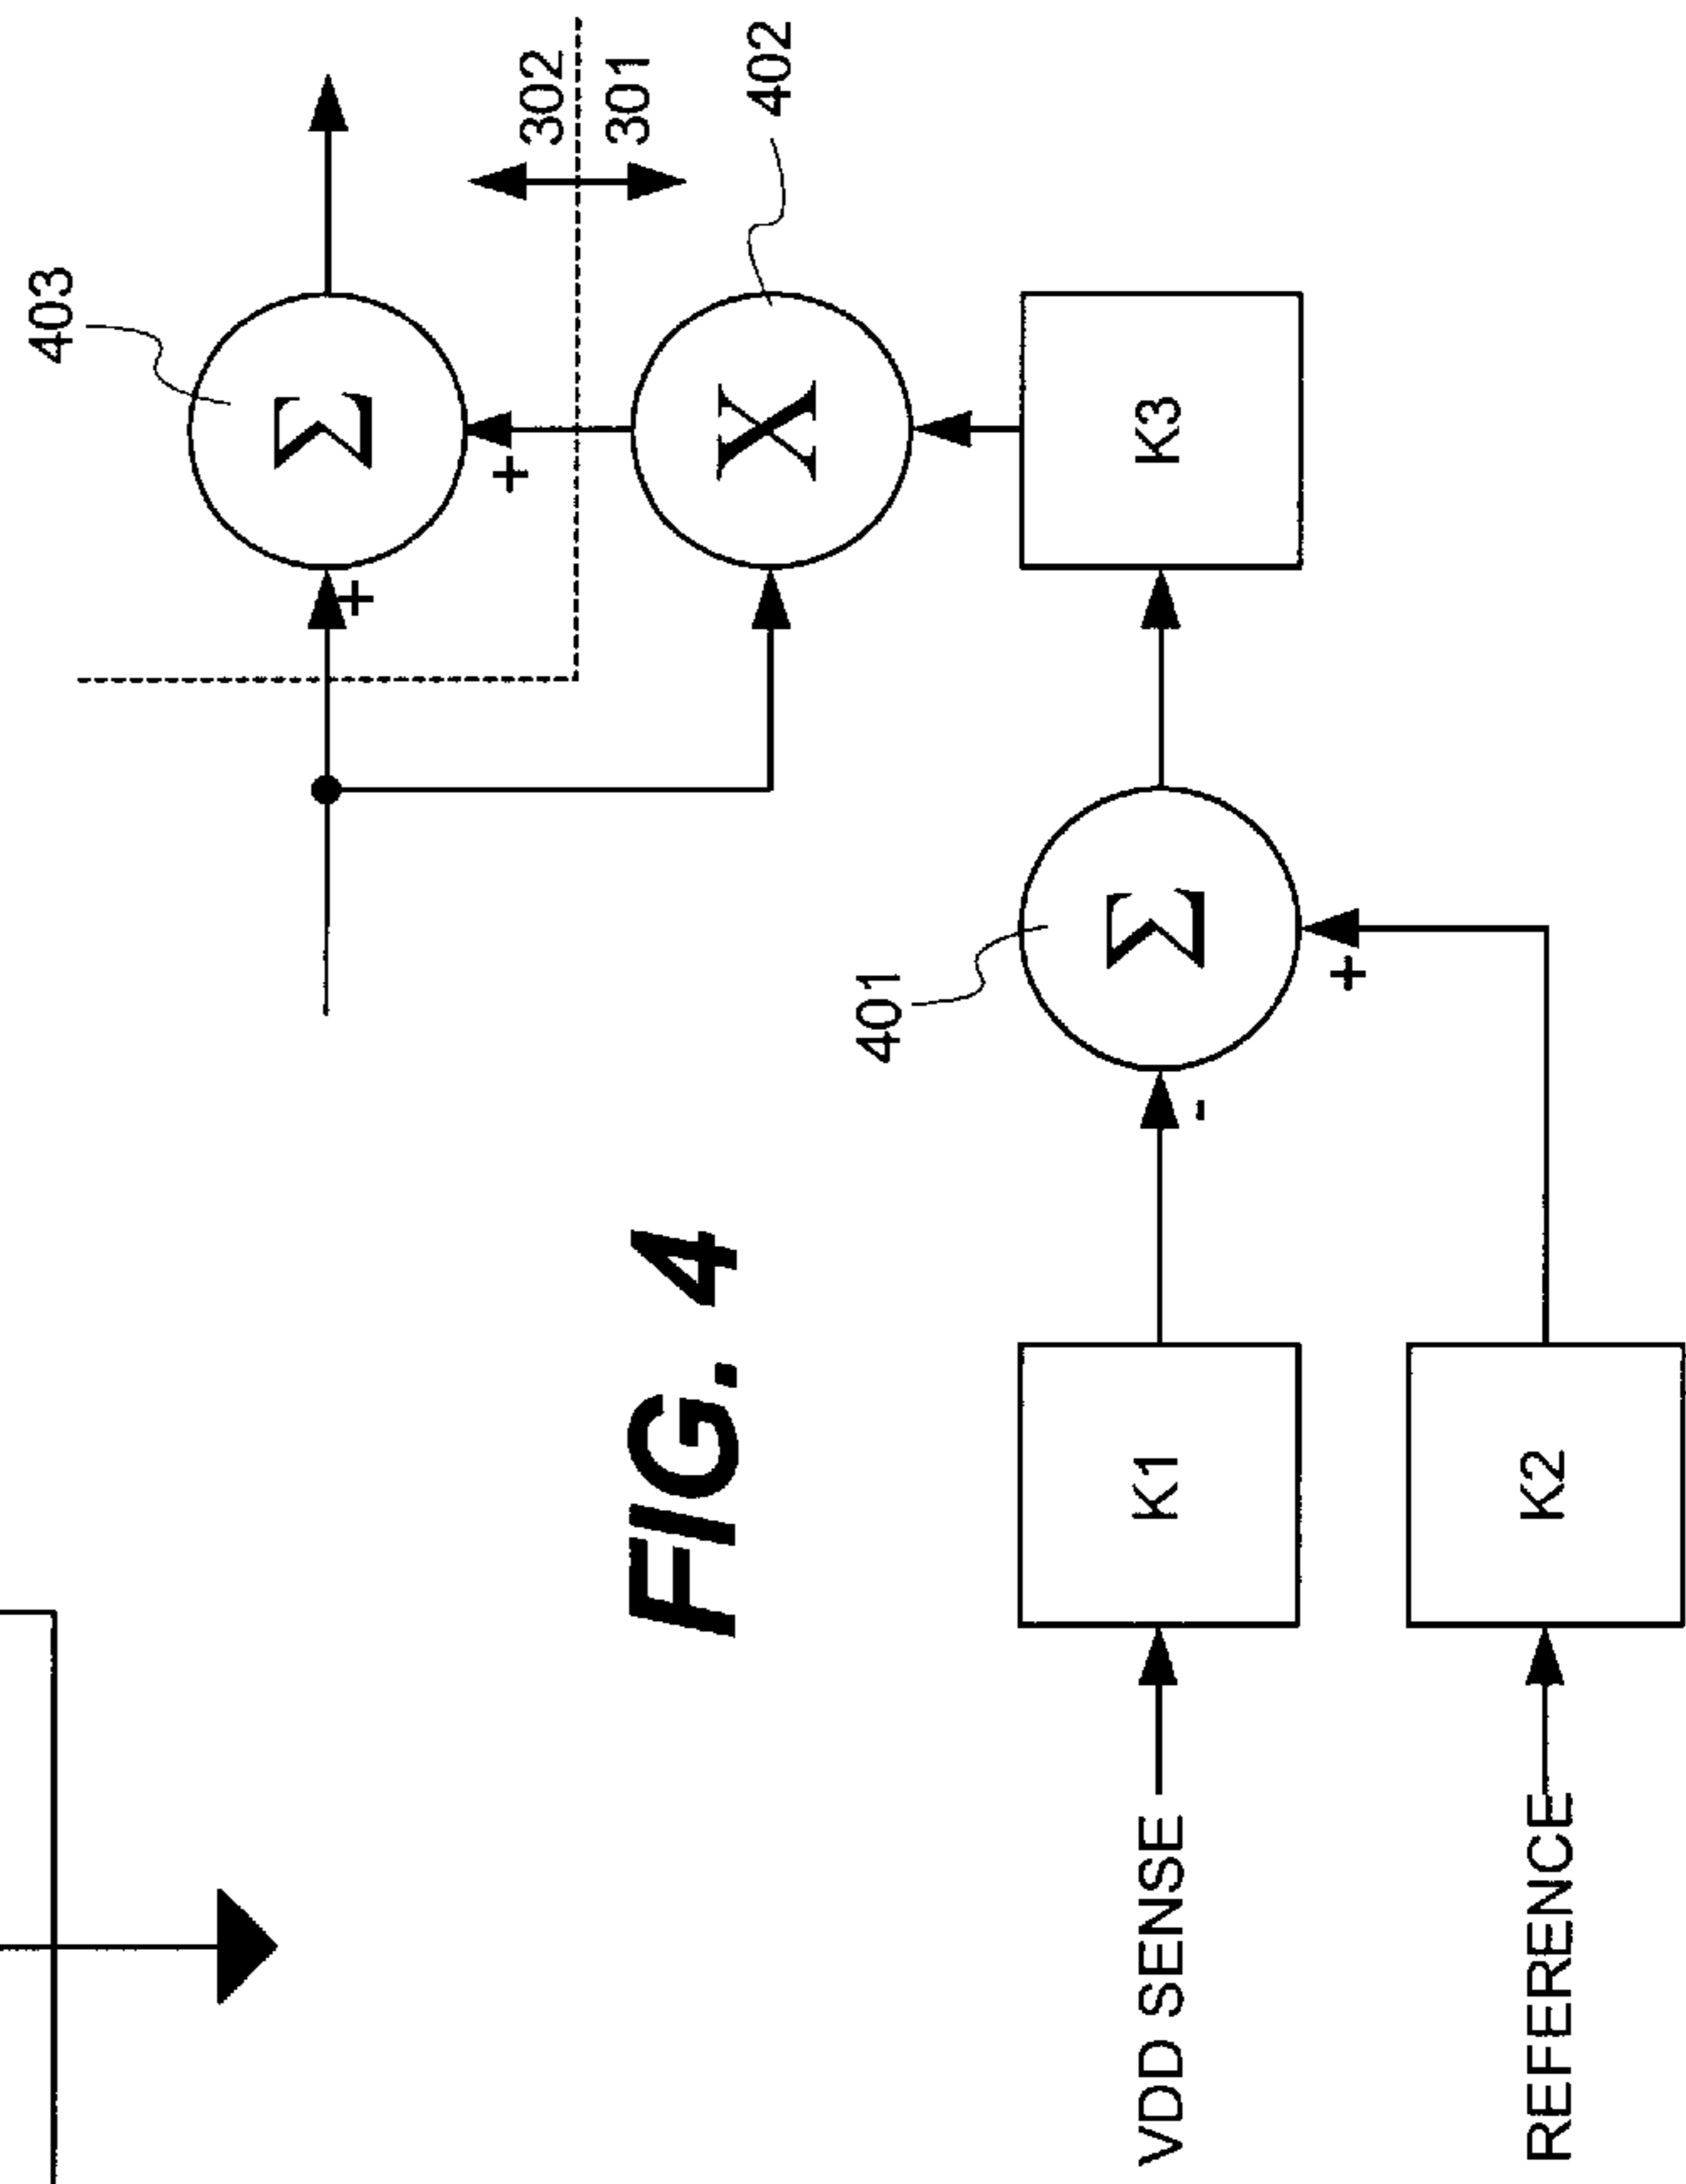 FIG. 4
403
Σ
+
+
302
301
402
X
K3
401
Σ
-
+
VDD SENSE
K1
REFERENCE
K2